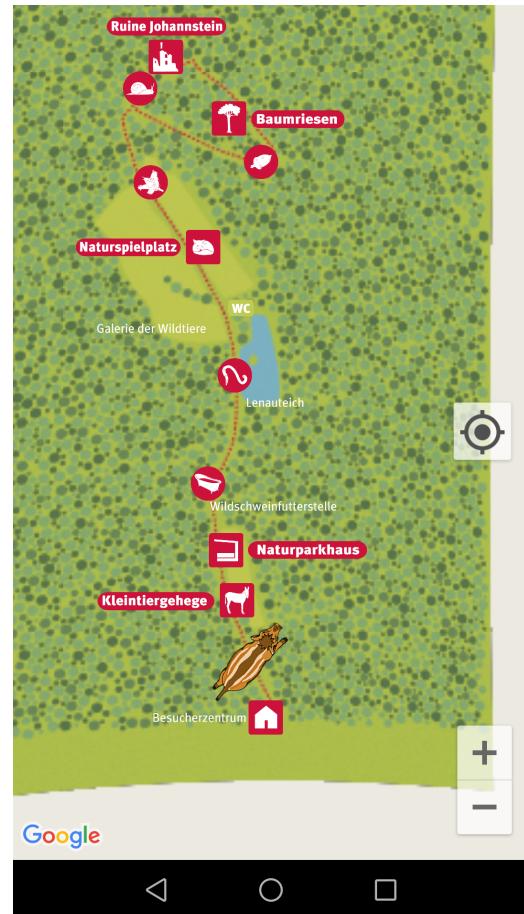 Ruine Johannstein
Baumriesen
Naturspielplatz
WC
Galerie der Wildtiere
Lenauteich
Wildschweinfutterstelle
Naturparkhaus
Kleintiergehege
Besucherzentrum
Google